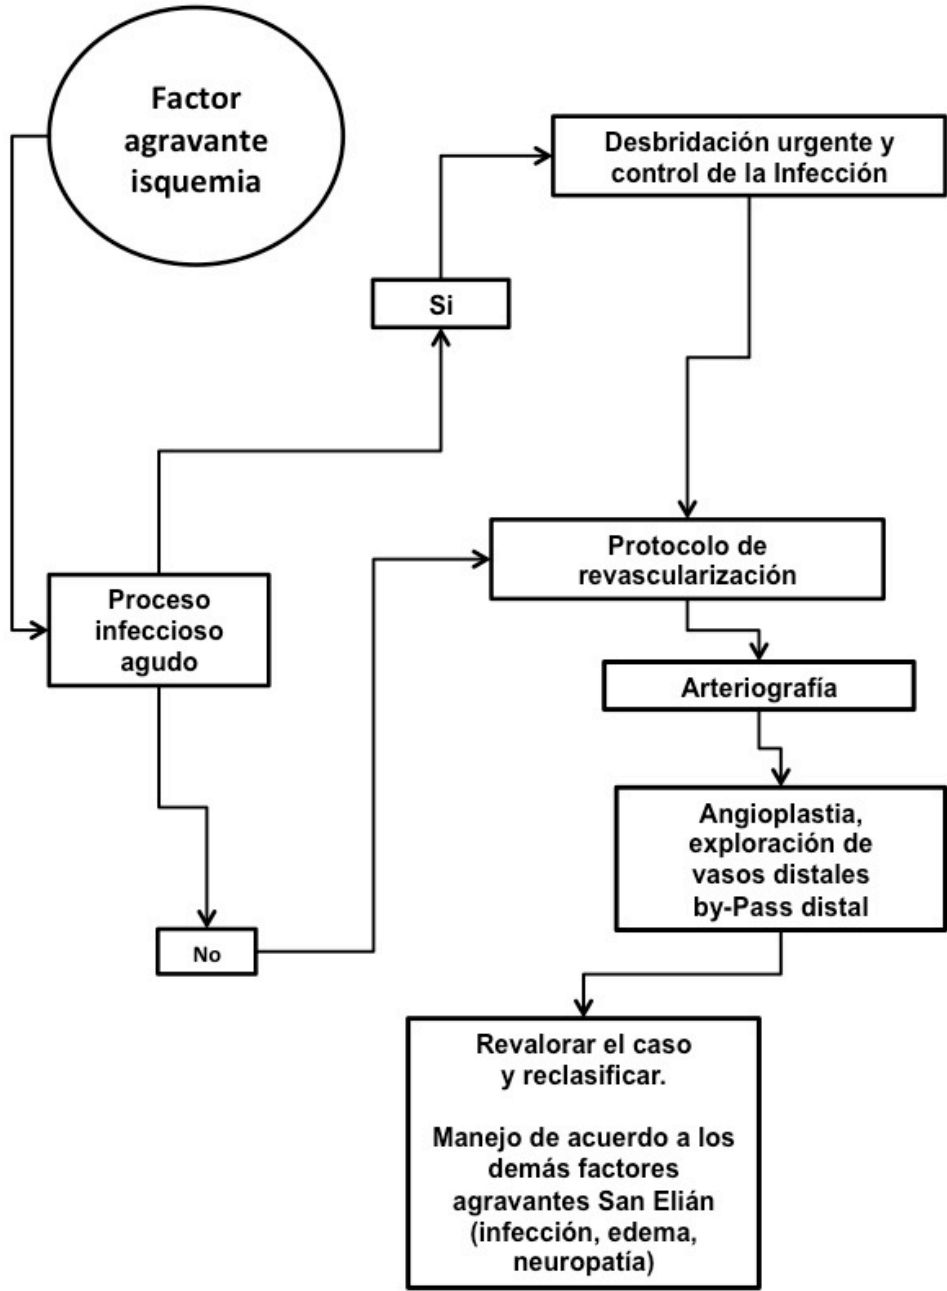 Factor
agravante
isquemia
Desbridación urgente y
control de la Infección
Si
Protocolo de
revascularización
Proceso
infeccioso
agudo
Arteriografía
Angioplastia,
exploración de
vasos distales
by-Pass distal
No
Revalorar el caso
y reclasificar.
Manejo de acuerdo a los
demás factores
agravantes San Elián
(infección, edema,
neuropatía)